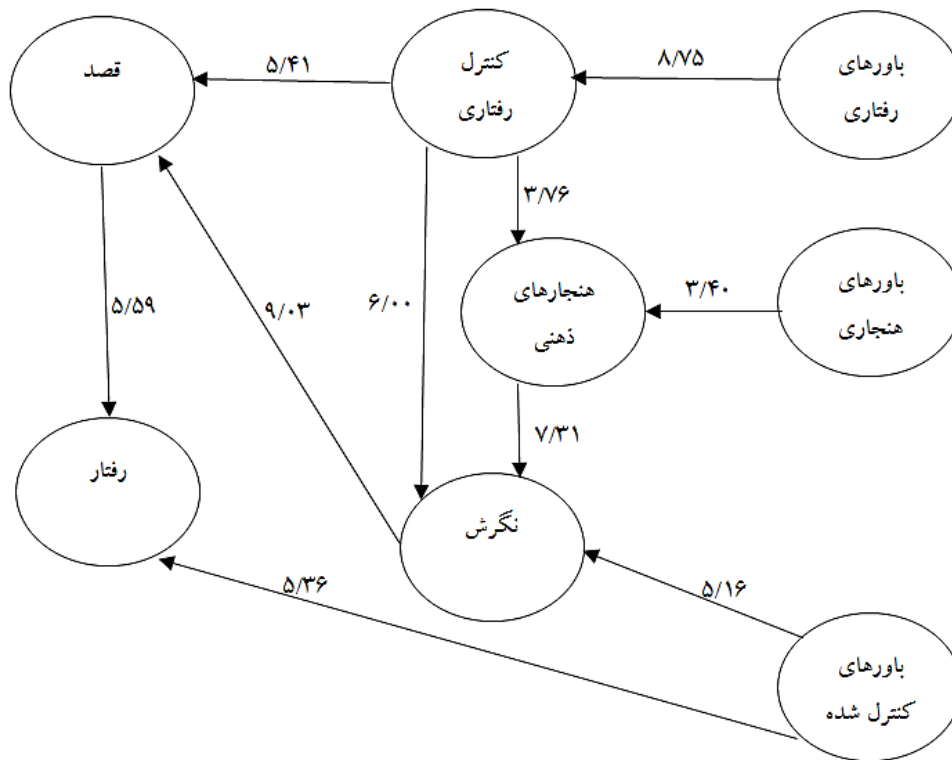 باورهای
رفتاری
۸/۷۵
کنترل
رفتاری
۵/۴۱
قصد
۳/۷۶
باورهای
هنجاری
۳/۴۰
هنجارهای
ذهنی
۶/۰۰
۹/۰۳
۵/۵۹
۷/۳۱
نگرش
رفتار
۵/۱۶
۵/۳۶
باورهای
کنترل شده